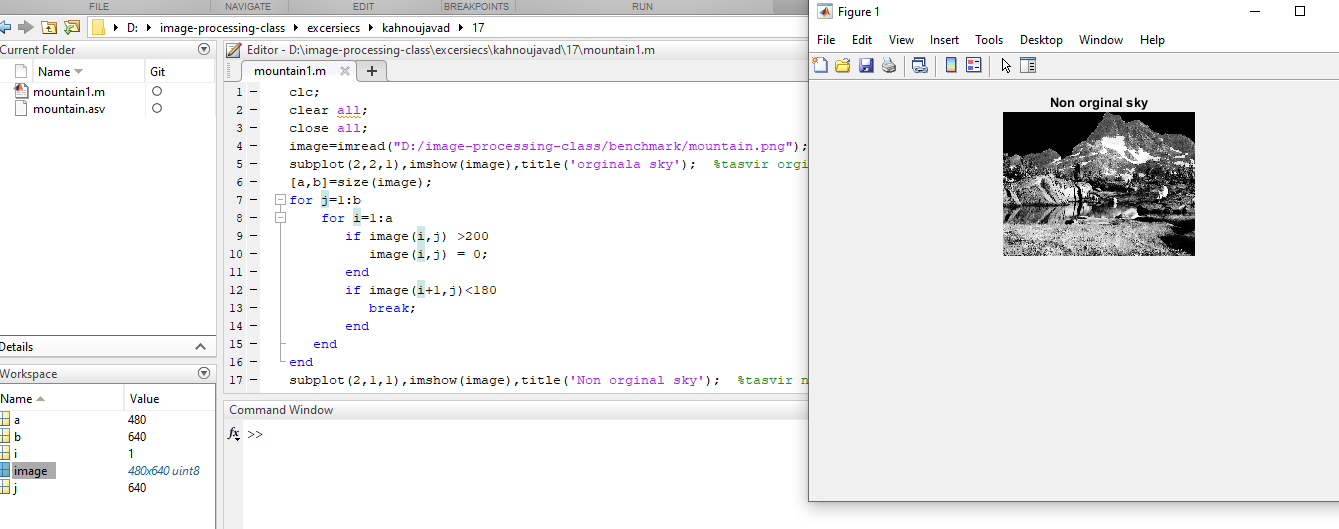 FILE NAVIGATE EDIT BREAKPOINTS RUN
D: image-processing-class excersiecs kahnoujavad 17
Current Folder
Name Git
mountain1.m
mountain.asv
Details
Workspace
Name Value
a 480
b 640
i 1
image 480x640 uint8
j 640
Editor - D:\image-processing-class\excersiecs\kahnoujavad\17\mountain1.m
mountain1.m
1 clc;
2 clear all;
3 close all;
4 image=imread("D:/image-processing-class/benchmark/mountain.png");
5 subplot(2,2,1),imshow(image),title('orginala sky'); %tasvir orgi
6 [a,b]=size(image);
7 for j=1:b
8 for i=1:a
9 if image(i,j) >200
10 image(i,j) = 0;
11 end
12 if image(i+1,j)<180
13 break;
14 end
15 end
16 end
17 subplot(2,1,1),imshow(image),title('Non orginal sky'); %tasvir n
Command Window
fx >>
Figure 1
File Edit View Insert Tools Desktop Window Help
Non orginal sky